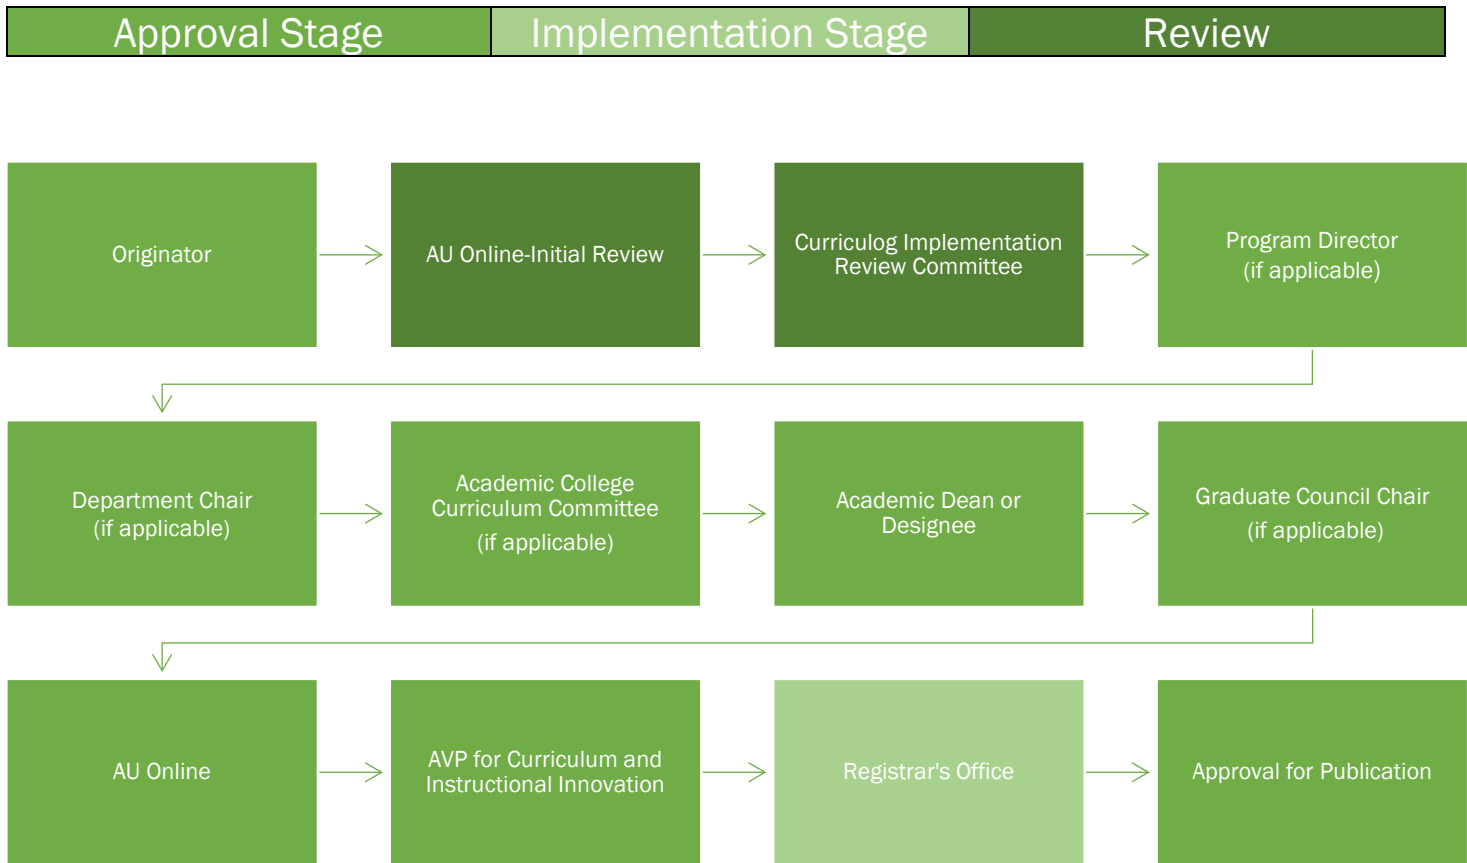 Approval Stage
Implementation Stage
Review
Originator
AU Online-Initial Review
Curriculog Implementation
Review Committee
Program Director
(if applicable)
Department Chair
(if applicable)
Academic College
Curriculum Committee
(if applicable)
Academic Dean or
Designee
Graduate Council Chair
(if applicable)
AU Online
AVP for Curriculum and
Instructional Innovation
Registrar's Office
Approval for Publication